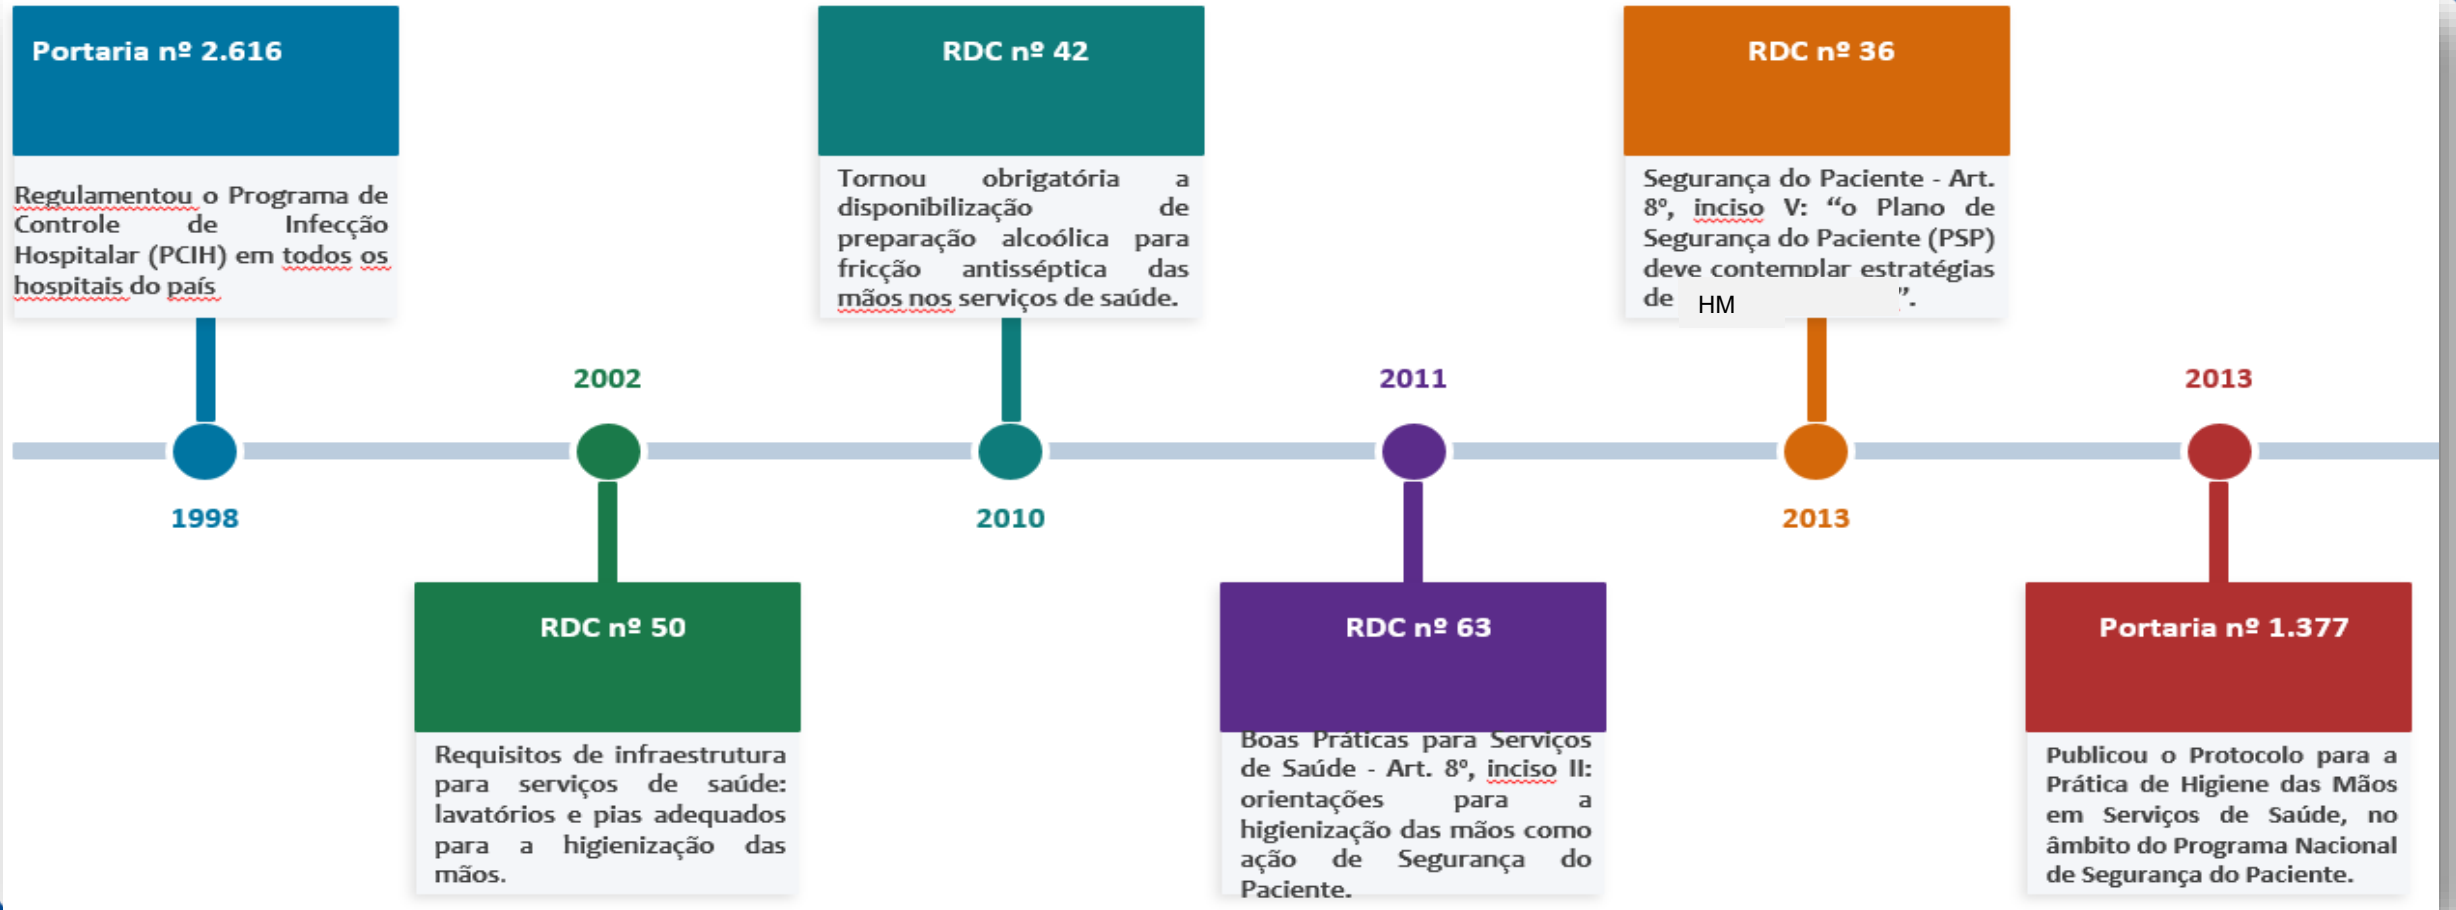 Portaria nº 2.616
Regulamentou o Programa de
Controle de Infecção
Hospitalar (PCIH) em todos os
hospitais do país
1998
2002
RDC nº 50
Requisitos de infraestrutura
para serviços de saúde:
lavatórios e pias adequados
para a higienização das
mãos.
RDC nº 42
Tornou obrigatória a
disponibilização de
preparação alcoólica para
fricção antisséptica das
mãos nos serviços de saúde.
2010
2011
RDC nº 63
Boas Práticas para Serviços
de Saúde - Art. 8º, inciso II:
orientações para a
higienização das mãos como
ação de Segurança do
Paciente.
RDC nº 36
Segurança do Paciente - Art.
8º, inciso V: “o Plano de
Segurança do Paciente (PSP)
deve contemplar estratégias
de HM ”.
2013
2013
Portaria nº 1.377
Publicou o Protocolo para a
Prática de Higiene das Mãos
em Serviços de Saúde, no
âmbito do Programa Nacional
de Segurança do Paciente.